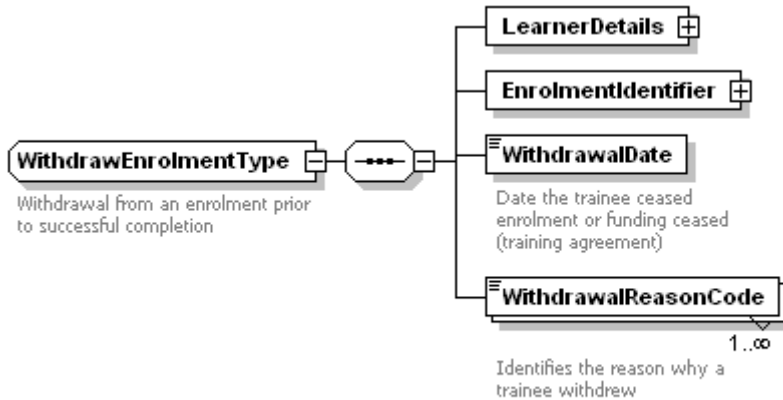 LearnerDetails
EnrolmentIdentifier
WithdrawEnrolmentType
Withdrawal from an enrolment prior
to successful completion
WithdrawalDate
Date the trainee ceased
enrolment or funding ceased
(training agreement)
WithdrawalReasonCode
1..∞
Identifies the reason why a
trainee withdrew